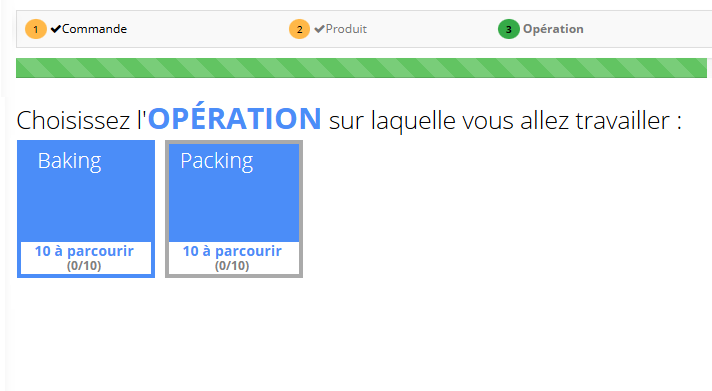 1 ✔Commande 2 ✔Produit 3 Opération
Choisissez l'OPÉRATION sur laquelle vous allez travailler :
Baking Packing
10 à parcourir 10 à parcourir
(0/10) (0/10)